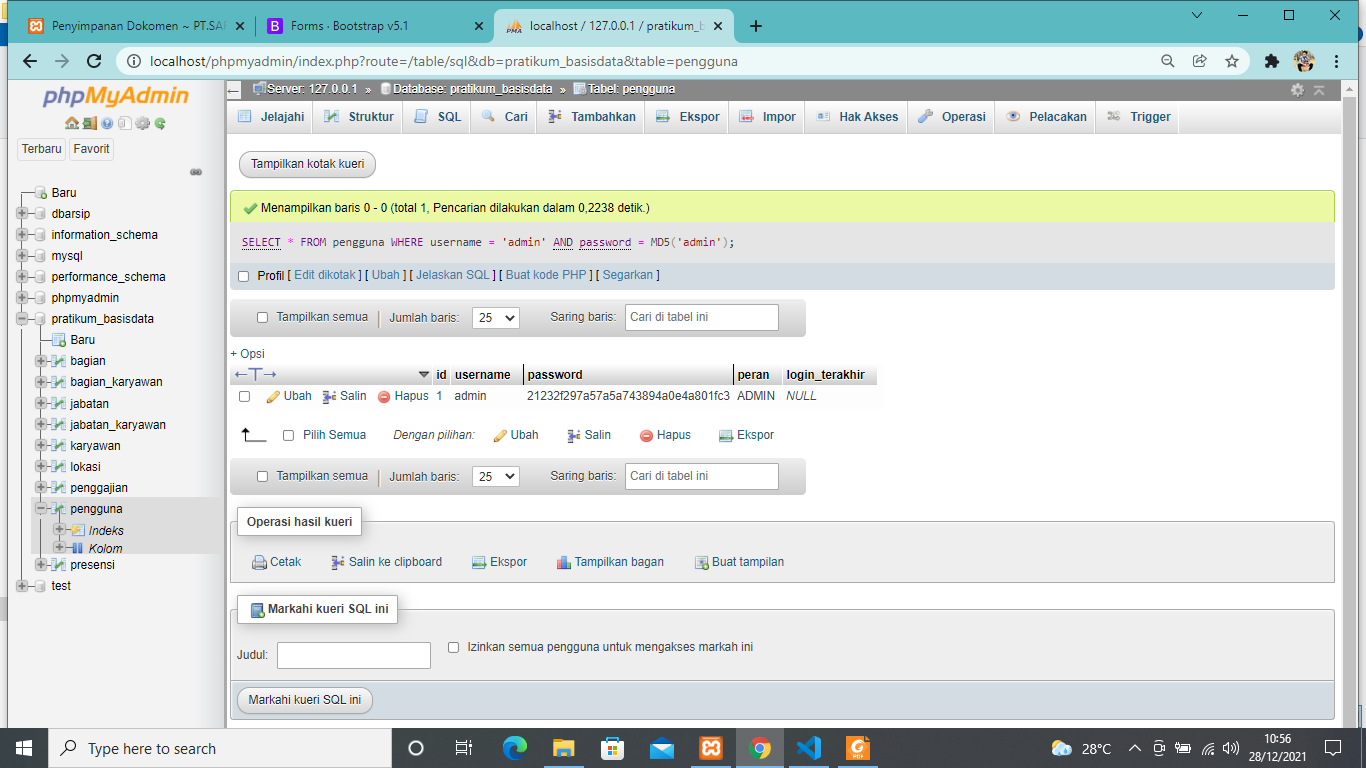 Penyimpanan Dokomen ~ PT.SAF
Forms · Bootstrap v5.1
localhost / 127.0.0.1 / pratikum_b
localhost/phpmyadmin/index.php?route=/table/sql&db=pratikum_basisdata&table=pengguna
phpMyAdmin
Terbaru Favorit
Baru
dbarsip
information_schema
mysql
performance_schema
phpmyadmin
pratikum_basisdata
Baru
bagian
bagian_karyawan
jabatan
jabatan_karyawan
karyawan
lokasi
penggajian
pengguna
Indeks
Kolom
presensi
test
Server: 127.0.0.1 » Database: pratikum_basisdata » Tabel: pengguna
Jelajahi Struktur SQL Cari Tambahkan Ekspor Impor Hak Akses Operasi Pelacakan Trigger
Tampilkan kotak kueri
Menampilkan baris 0 - 0 (total 1, Pencarian dilakukan dalam 0,2238 detik.)
SELECT * FROM pengguna WHERE username = 'admin' AND password = MD5('admin');
Profil [ Edit dikotak ] [ Ubah ] [ Jelaskan SQL ] [ Buat kode PHP ] [ Segarkan ]
Tampilkan semua Jumlah baris: 25 Saring baris: Cari di tabel ini
+ Opsi
←T→ id username password peran login_terakhir
Ubah Salin Hapus 1 admin 21232f297a57a5a743894a0e4a801fc3 ADMIN NULL
Pilih Semua Dengan pilihan: Ubah Salin Hapus Ekspor
Tampilkan semua Jumlah baris: 25 Saring baris: Cari di tabel ini
Operasi hasil kueri
Cetak Salin ke clipboard Ekspor Tampilkan bagan Buat tampilan
Markahi kueri SQL ini
Judul: Izinkan semua pengguna untuk mengakses markah ini
Markahi kueri SQL ini
Type here to search
28°C
10:56
28/12/2021